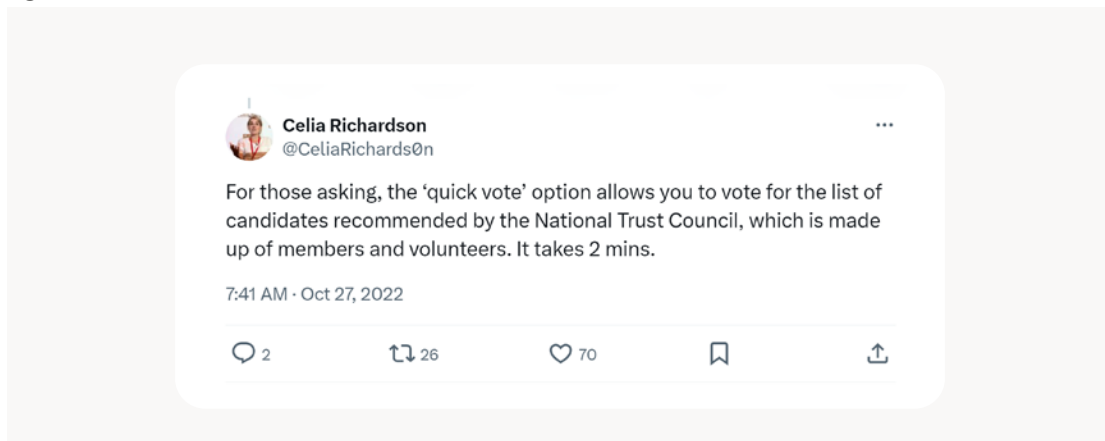 Celia Richardson
...
@CeliaRichards0n
For those asking, the ‘quick vote’ option allows you to vote for the list of
candidates recommended by the National Trust Council, which is made
up of members and volunteers. It takes 2 mins.
7:41 AM · Oct 27, 2022
2 26 70